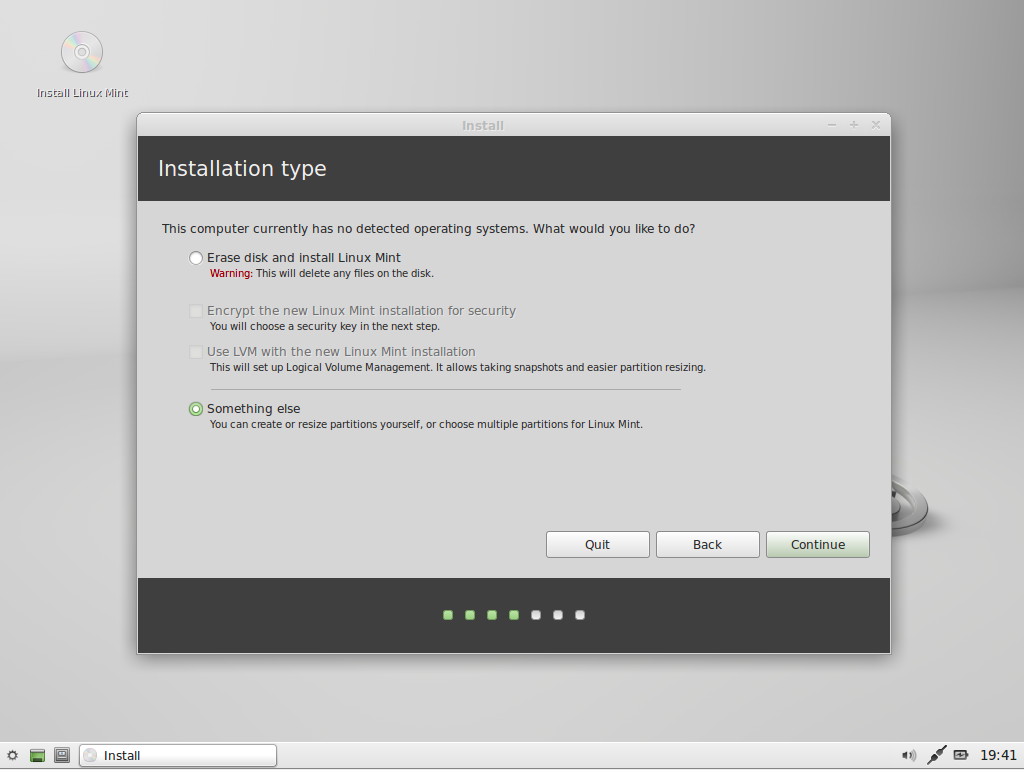 Install Linux Mint
Install
Installation type
This computer currently has no detected operating systems. What would you like to do?
Erase disk and install Linux Mint
Warning: This will delete any files on the disk.
Encrypt the new Linux Mint installation for security
You will choose a security key in the next step.
Use LVM with the new Linux Mint installation
This will set up Logical Volume Management. It allows taking snapshots and easier partition resizing.
Something else
You can create or resize partitions yourself, or choose multiple partitions for Linux Mint.
Quit Back Continue
Install 19:41